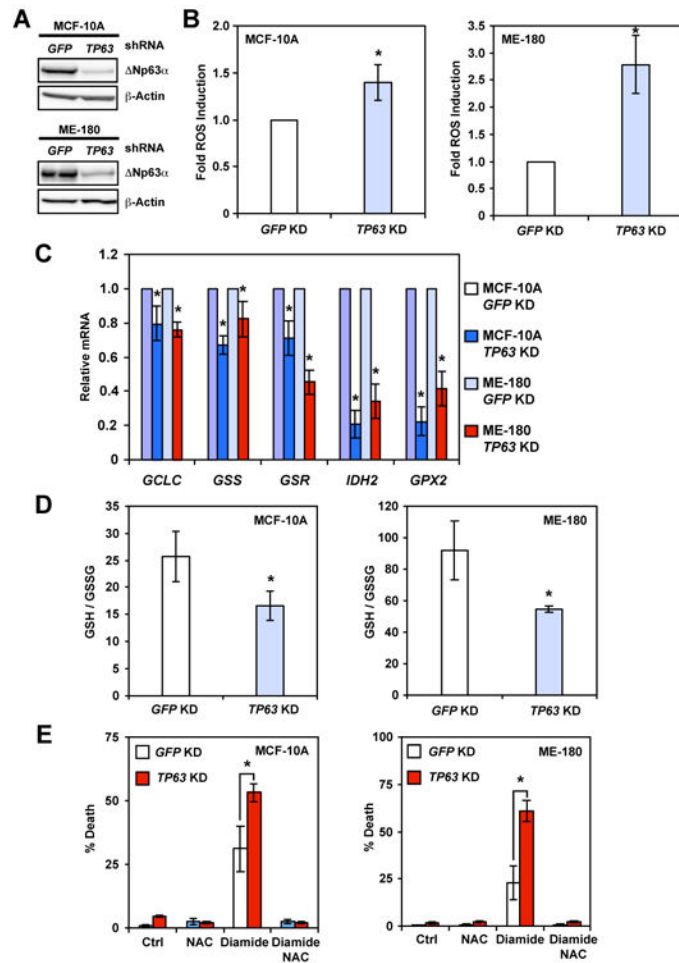 A
MCF-10A
GFP TP63 shRNA
ΔNp63α
β-Actin
ME-180
GFP TP63 shRNA
ΔNp63α
β-Actin
B
MCF-10A
*
Fold ROS Induction
2.0
1.5
1.0
0.5
0
GFP KD TP63 KD
ME-180
*
Fold ROS Induction
3.5
3.0
2.5
2.0
1.5
1.0
0.5
0
GFP KD TP63 KD
C
Relative mRNA
1.2
1.0
0.8
0.6
0.4
0.2
0
* * * * * * * * * *
GCLC GSS GSR IDH2 GPX2
MCF-10A
GFP KD
MCF-10A
TP63 KD
ME-180
GFP KD
ME-180
TP63 KD
D
MCF-10A
*
GSH / GSSG
35
30
25
20
15
10
5
0
GFP KD TP63 KD
ME-180
*
GSH / GSSG
120
100
80
60
40
20
0
GFP KD TP63 KD
E
GFP KD
TP63 KD
MCF-10A
*
% Death
75
50
25
0
Ctrl NAC Diamide Diamide
NAC
GFP KD
TP63 KD
ME-180
*
% Death
100
75
50
25
0
Ctrl NAC Diamide Diamide
NAC